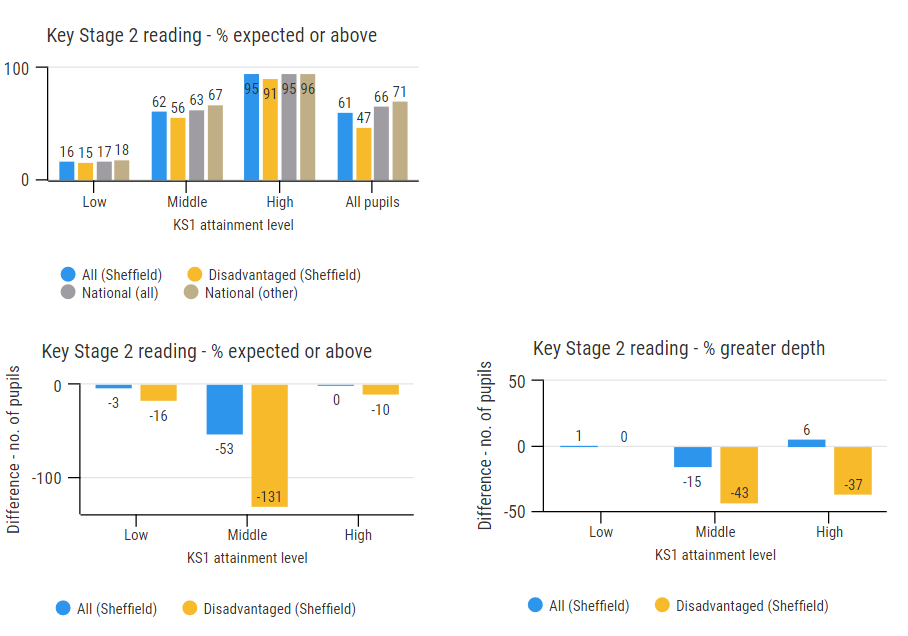 Key Stage 2 reading - % expected or above
100
16 15 17 18
62 56 63 67
95 91 95 96
61 47 66 71
0
Low Middle High All pupils
KS1 attainment level
All (Sheffield) Disadvantaged (Sheffield)
National (all) National (other)
Key Stage 2 reading - % expected or above
Difference - no. of pupils
0
-3 -16 -53 -131 0 -10
-100
Low Middle High
KS1 attainment level
All (Sheffield) Disadvantaged (Sheffield)
Key Stage 2 reading - % greater depth
Difference - no. of pupils
50
1 0 6
0
-15 -43 -37
-50
Low Middle High
KS1 attainment level
All (Sheffield) Disadvantaged (Sheffield)